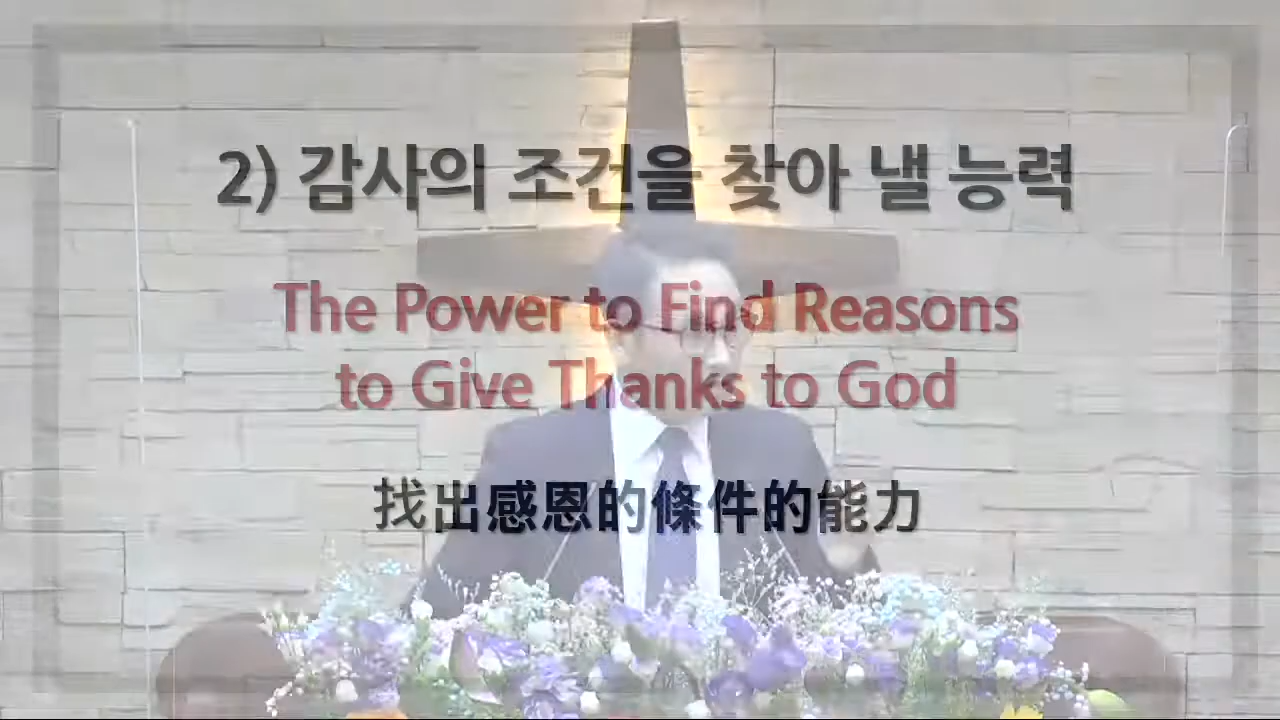 2) 감사의 조건을 찾아 낼 능력
The Power to Find Reasons
to Give Thanks to God
找出感恩的條件的能力